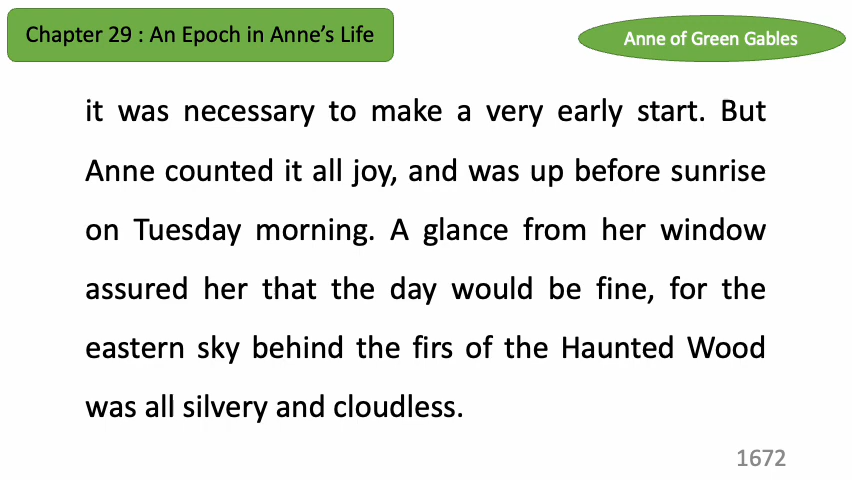 Chapter 29 : An Epoch in Anne’s Life
Anne of Green Gables
it was necessary to make a very early start. But
Anne counted it all joy, and was up before sunrise
on Tuesday morning. A glance from her window
assured her that the day would be fine, for the
eastern sky behind the firs of the Haunted Wood
was all silvery and cloudless.
1672